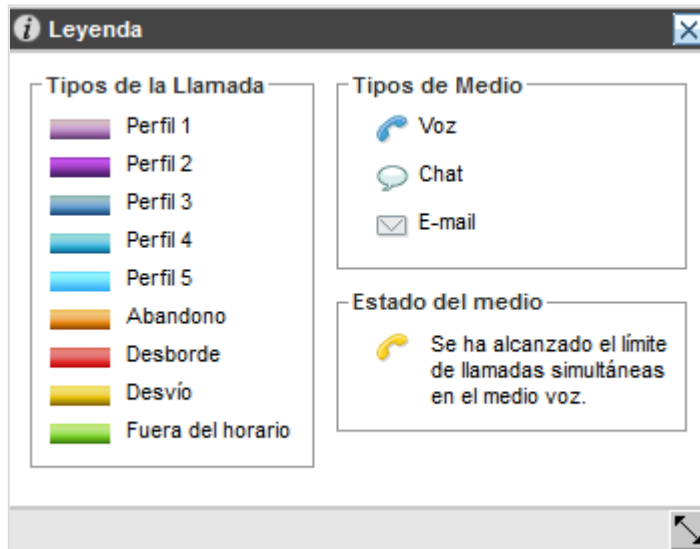 Leyenda
Tipos de la Llamada
Perfil 1
Perfil 2
Perfil 3
Perfil 4
Perfil 5
Abandono
Desborde
Desvío
Fuera del horario
Tipos de Medio
Voz
Chat
E-mail
Estado del medio
Se ha alcanzado el límite
de llamadas simultáneas
en el medio voz.